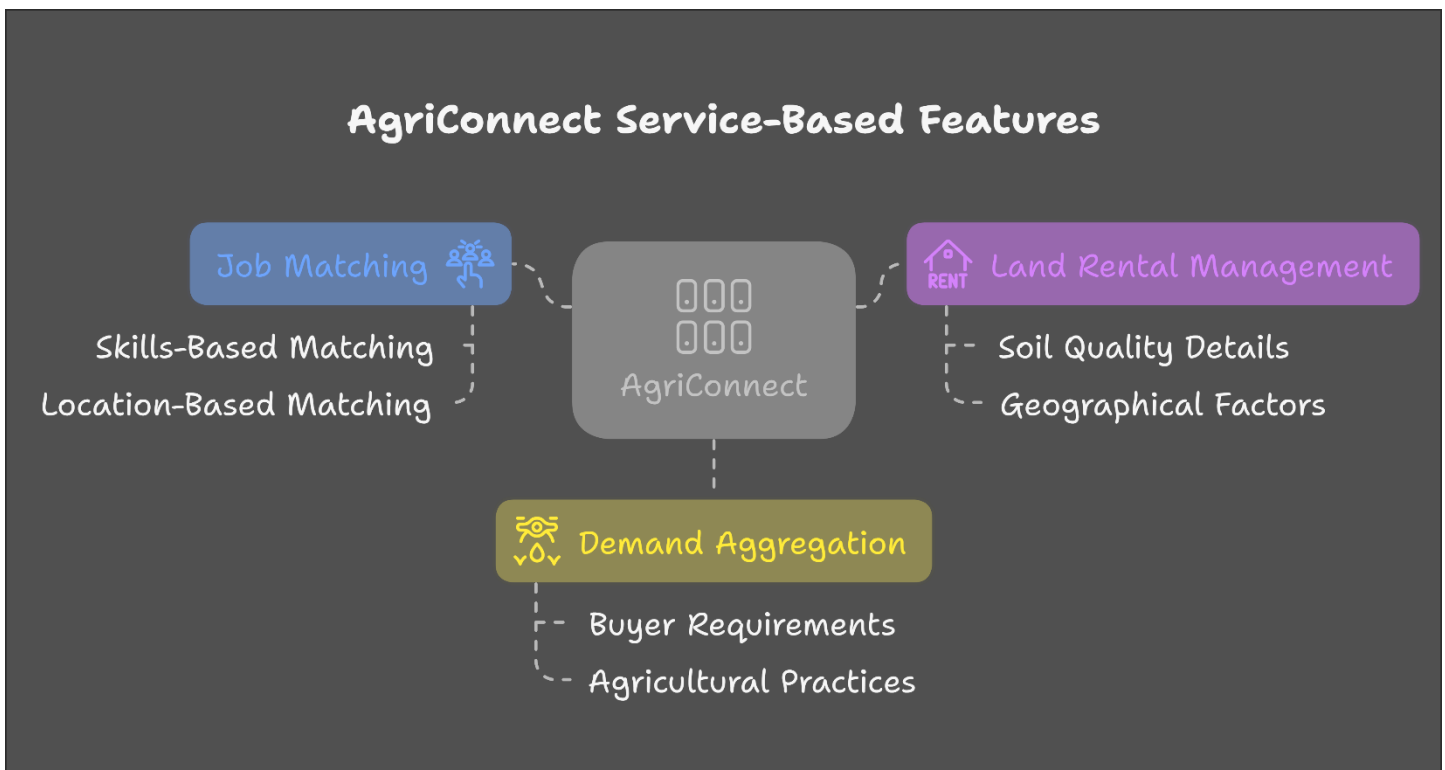 AgriConnect Service-Based Features
Job Matching
Skills-Based Matching
Location-Based Matching
AgriConnect
RENT
Land Rental Management
Soil Quality Details
Geographical Factors
Demand Aggregation
Buyer Requirements
Agricultural Practices